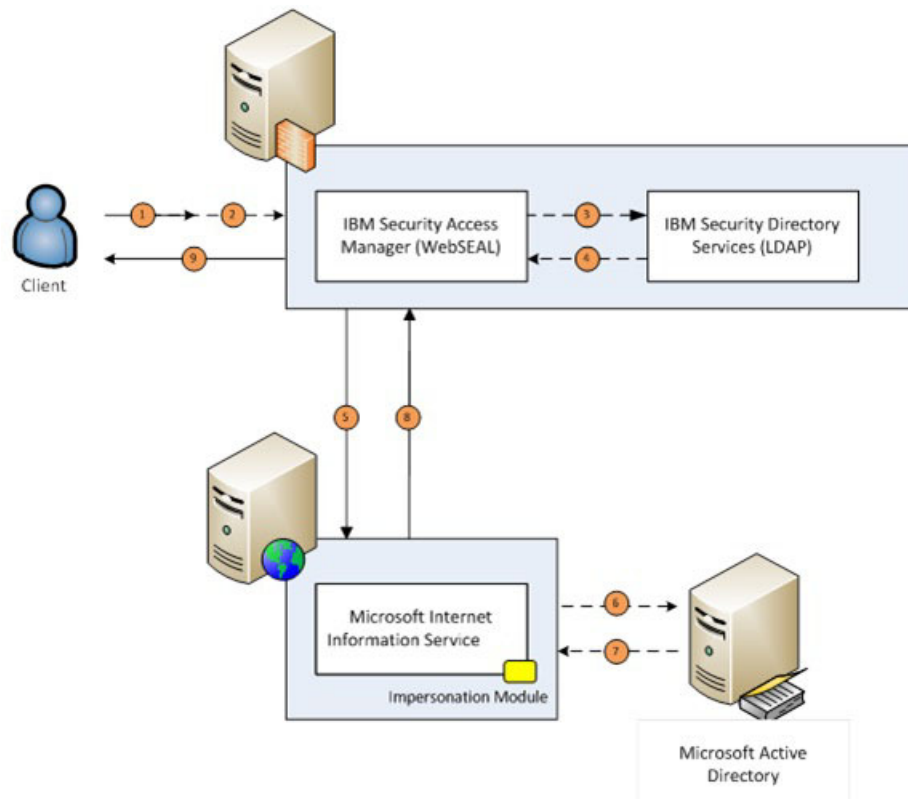 IBM Security Access
Manager (WebSEAL)
IBM Security Directory
Services (LDAP)
1
2
3
4
9
Client
5
8
Microsoft Internet
Information Service
Impersonation Module
6
7
Microsoft Active
Directory